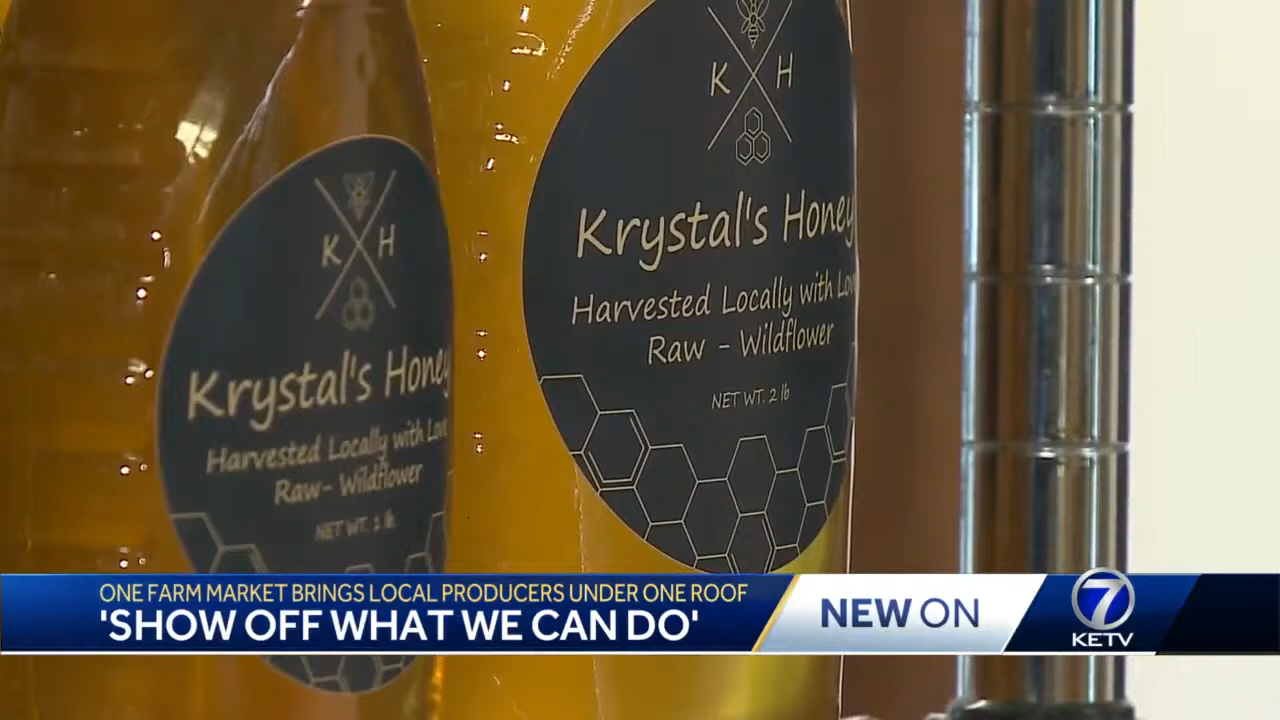 K H
Krystal's Honey
Harvested Locally with Love
Raw - Wildflower
NET WT. 1 lb
K H
Krystal's Honey
Harvested Locally with Lov
Raw - Wildflower
NET WT. 2 lb
ONE FARM MARKET BRINGS LOCAL PRODUCERS UNDER ONE ROOF
'SHOW OFF WHAT WE CAN DO'
NEW ON
7
KETV